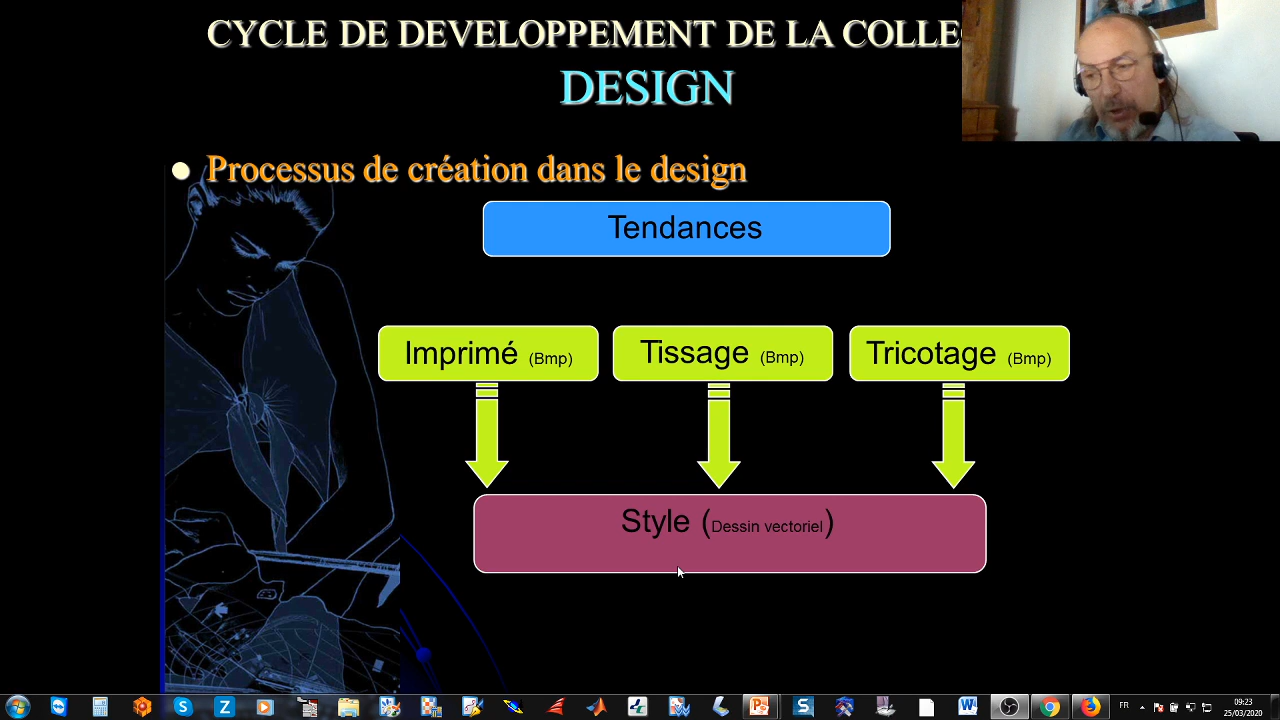 CYCLE DE DEVELOPPEMENT DE LA COLLE
DESIGN
Processus de création dans le design
Tendances
Imprimé (Bmp)
Tissage (Bmp)
Tricotage (Bmp)
Style (Dessin vectoriel)
FR
09:23
25/03/2020